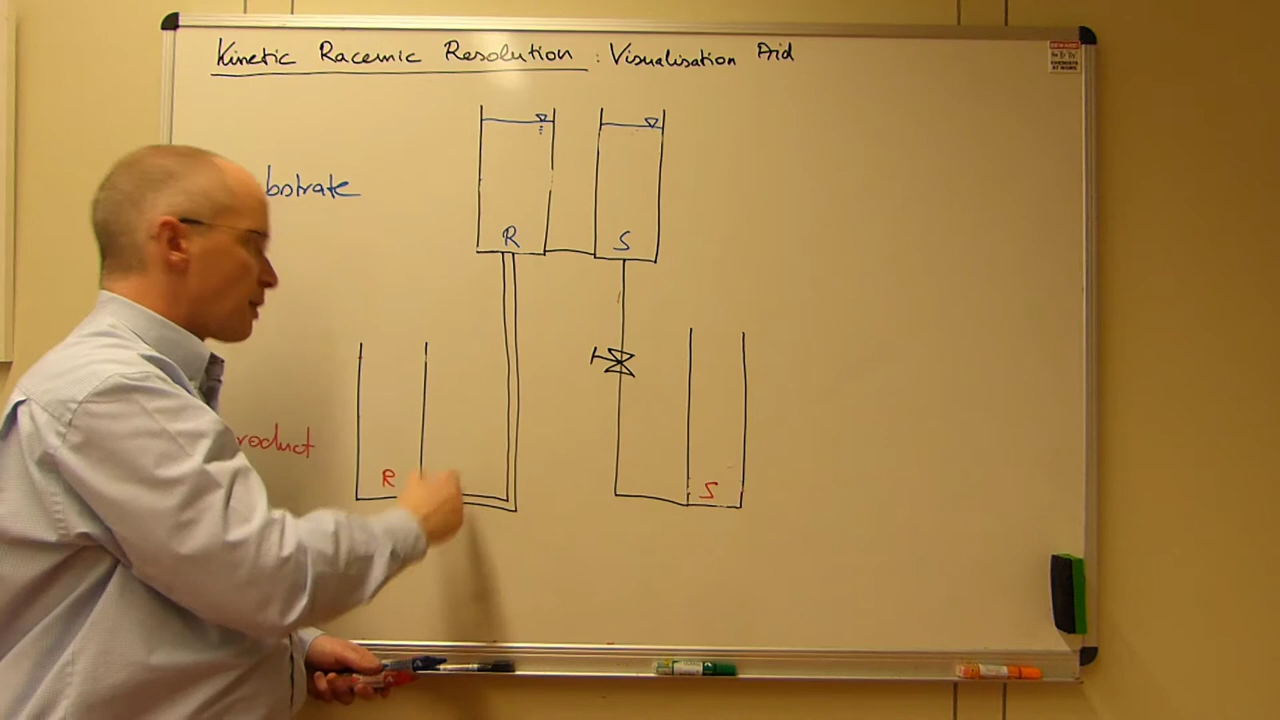 Kinetic Racemic Resolution : Visualisation Aid
R S
bstrate
roduct
R S